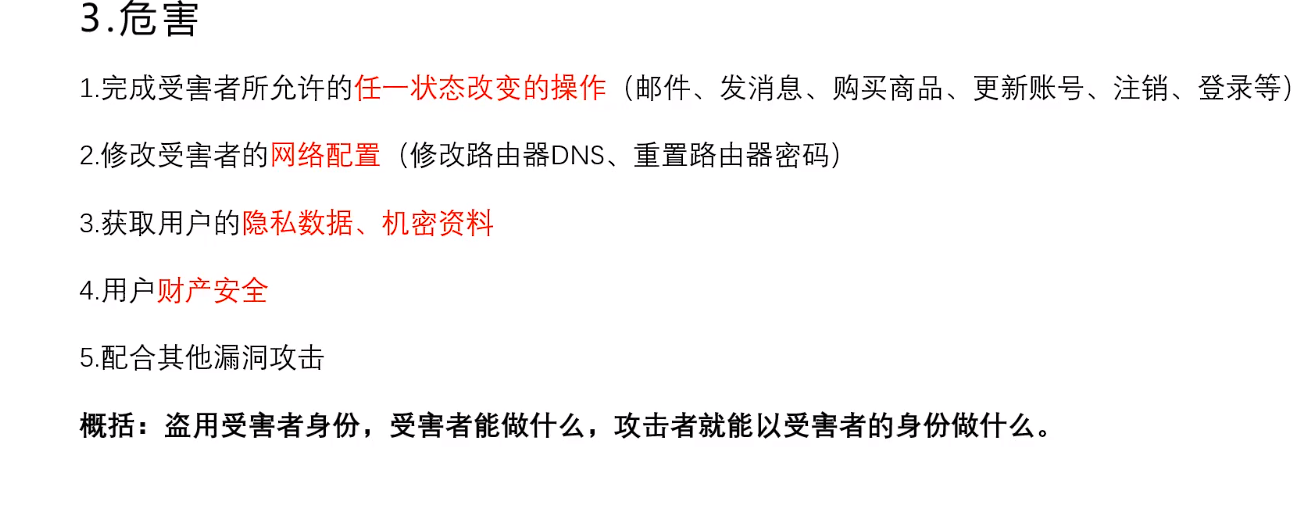 3.危害
1.完成受害者所允许的任一状态改变的操作（邮件、发消息、购买商品、更新账号、注销、登录等）
2.修改受害者的网络配置（修改路由器DNS、重置路由器密码）
3.获取用户的隐私数据、机密资料
4.用户财产安全
5.配合其他漏洞攻击
概括：盗用受害者身份，受害者能做什么，攻击者就能以受害者的身份做什么。